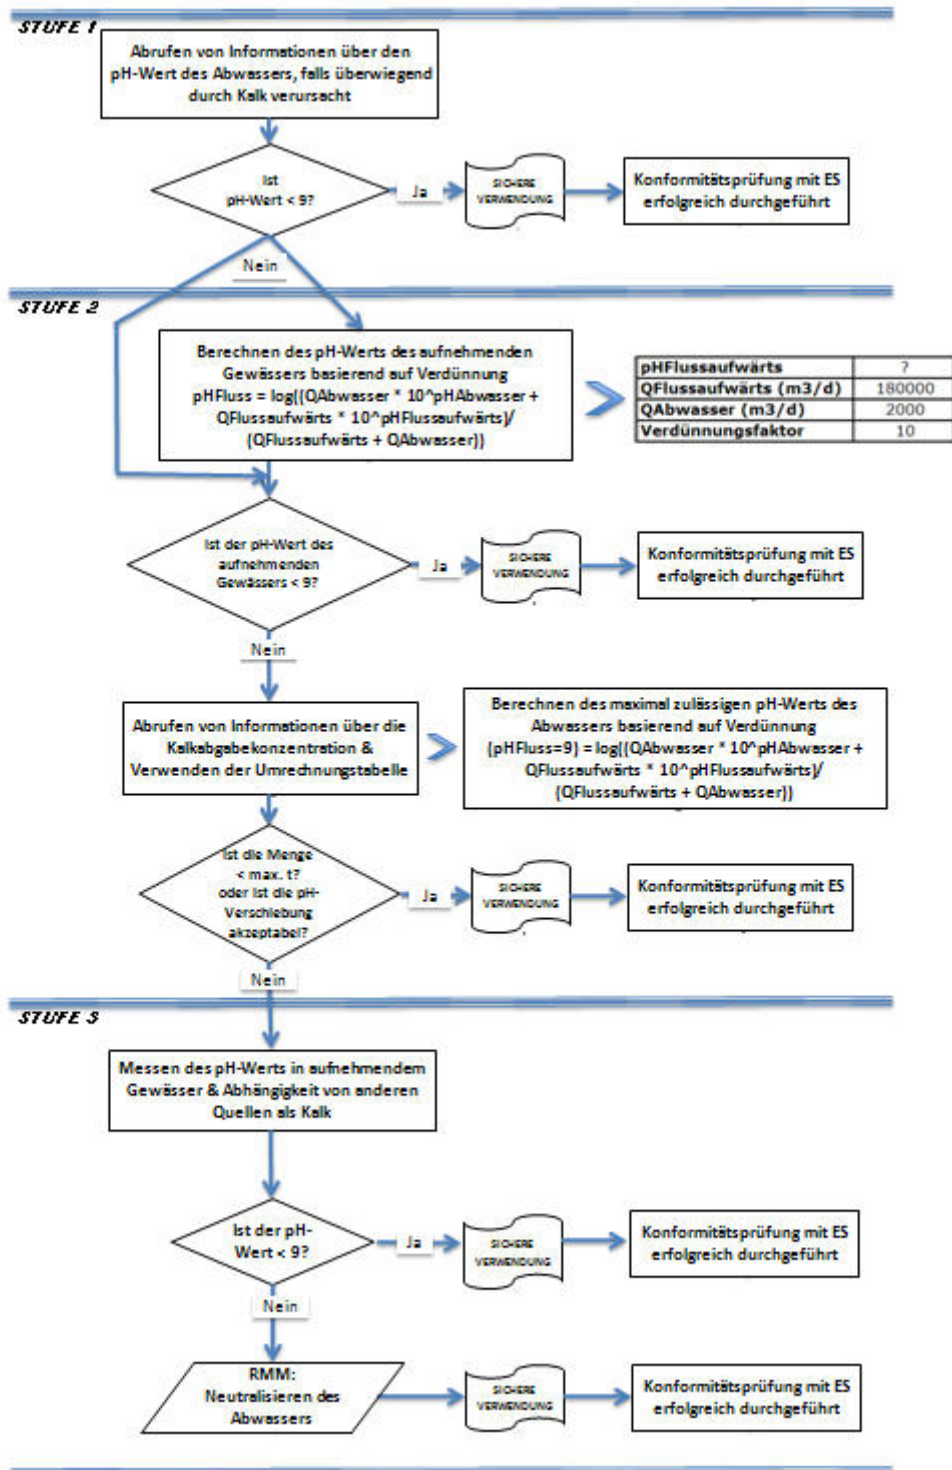 STUFE 1
Abrufen von Informationen über den
pH-Wert des Abwassers, falls überwiegend
durch Kalk verursacht
Ist
pH-Wert < 9?
Ja
SICHERE
VERWENDUNG
Konformitätsprüfung mit ES
erfolgreich durchgeführt
Nein
STUFE 2
Berechnen des pH-Werts des aufnehmenden
Gewässers basierend auf Verdünnung
pHFluss = log((QAbwasser * 10^pHAbwasser +
QFlussaufwärts * 10^pHFlussaufwärts)/
(QFlussaufwärts + QAbwasser))
pHFlussaufwärts ?
QFlussaufwärts (m3/d) 180000
QAbwasser (m3/d) 2000
Verdünnungsfaktor 10
Ist der pH-Wert des
aufnehmenden
Gewässers < 9?
Ja
SICHERE
VERWENDUNG
Konformitätsprüfung mit ES
erfolgreich durchgeführt
Nein
Abrufen von Informationen über die
Kalkabgabekonzentration &
Verwenden der Umrechnungstabelle
Berechnen des maximal zulässigen pH-Werts des
Abwassers basierend auf Verdünnung
(pHFluss=9) = log((QAbwasser * 10^pHAbwasser +
QFlussaufwärts * 10^pHFlussaufwärts)/
(QFlussaufwärts + QAbwasser))
Ist die Menge
< max. t?
oder ist die pH-
Verschiebung
akzeptabel?
Ja
SICHERE
VERWENDUNG
Konformitätsprüfung mit ES
erfolgreich durchgeführt
Nein
STUFE 3
Messen des pH-Werts in aufnehmendem
Gewässer & Abhängigkeit von anderen
Quellen als Kalk
Ist der pH-
Wert < 9?
Ja
SICHERE
VERWENDUNG
Konformitätsprüfung mit ES
erfolgreich durchgeführt
Nein
RMM:
Neutralisieren des
Abwassers
SICHERE
VERWENDUNG
Konformitätsprüfung mit ES
erfolgreich durchgeführt